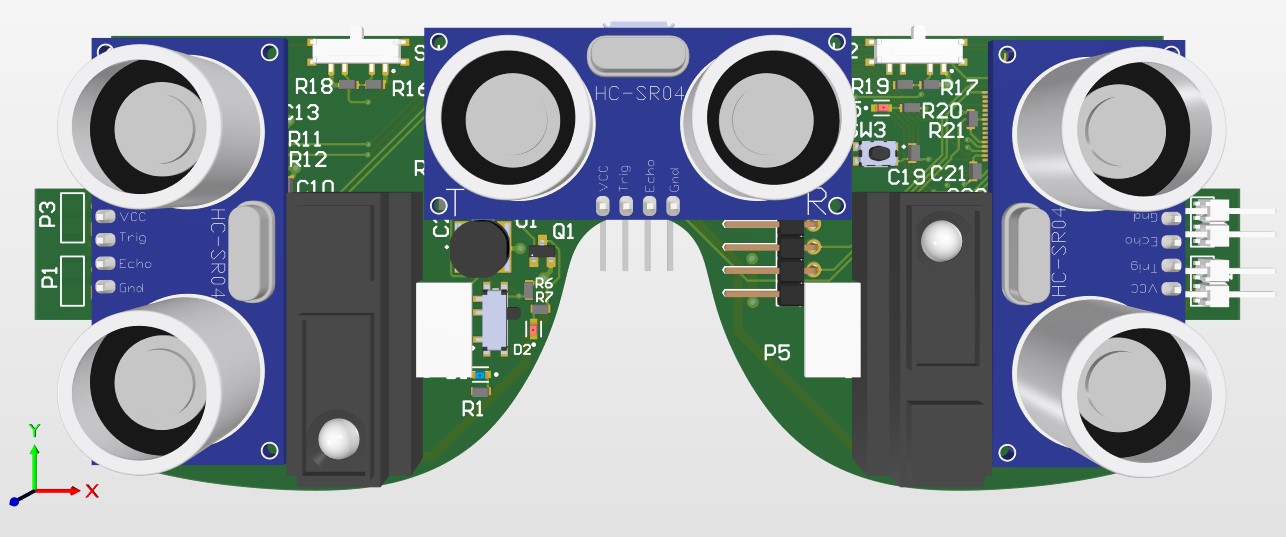 S
2
HC-SR04
R18
R16
R19
R17
C13
5
R20
R11
SW3
R21
R12
R
C19
C21
C10
VCC
Trig
Echo
Gnd
T
R
P3
VCC
Trig
Echo
Gnd
HC-SR04
P1
Q1
R6
R7
D2
R1
P5
HC-SR04
Gnd
Echo
Trig
VCC
Y
X